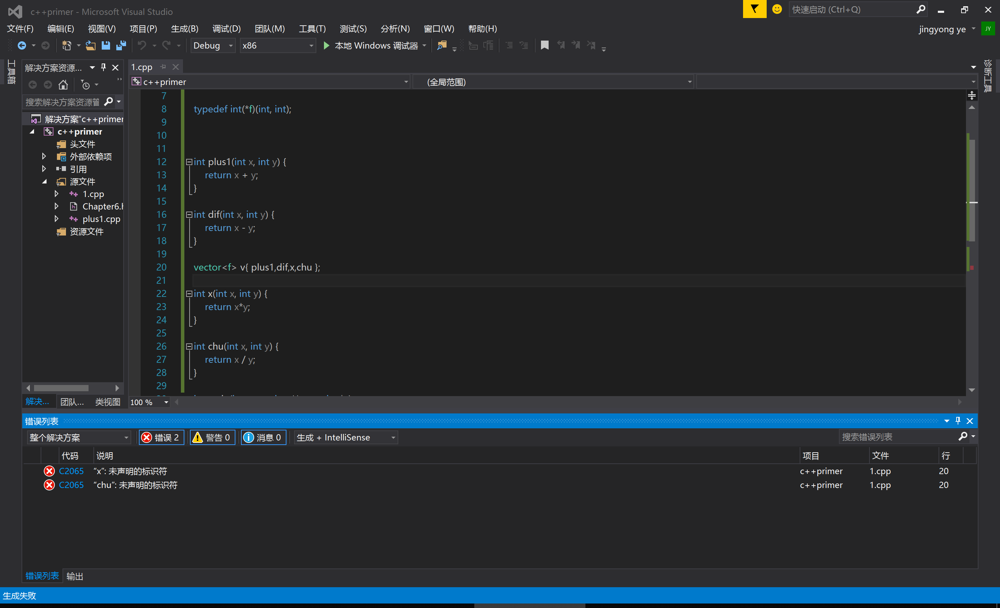 c++primer - Microsoft Visual Studio
快速启动 (Ctrl+Q)
文件(F) 编辑(E) 视图(V) 项目(P) 生成(B) 调试(D) 团队(M) 工具(T) 测试(S) 分析(N) 窗口(W) 帮助(H)
jingyong ye
JY
Debug x86 本地 Windows 调试器
工具箱
解决方案资源...
搜索解决方案资源管
解决方案“c++primer
c++primer
头文件
外部依赖项
引用
源文件
1.cpp
Chapter6.h
plus1.cpp
资源文件
解决... 团队... 类视图
1.cpp
c++primer (全局范围)
诊断工具
7
8 typedef int(*f)(int, int);
9
10
11
12 int plus1(int x, int y) {
13 return x + y;
14 }
15
16 int dif(int x, int y) {
17 return x - y;
18 }
19
20 vector<f> v{ plus1,dif,x,chu };
21
22 int x(int x, int y) {
23 return x*y;
24 }
25
26 int chu(int x, int y) {
27 return x / y;
28 }
29
100 %
错误列表
整个解决方案 错误 2 警告 0 消息 0 生成 + IntelliSense 搜索错误列表
代码 说明 项目 文件 行
C2065 “x”: 未声明的标识符 c++primer 1.cpp 20
C2065 “chu”: 未声明的标识符 c++primer 1.cpp 20
错误列表 输出
生成失败